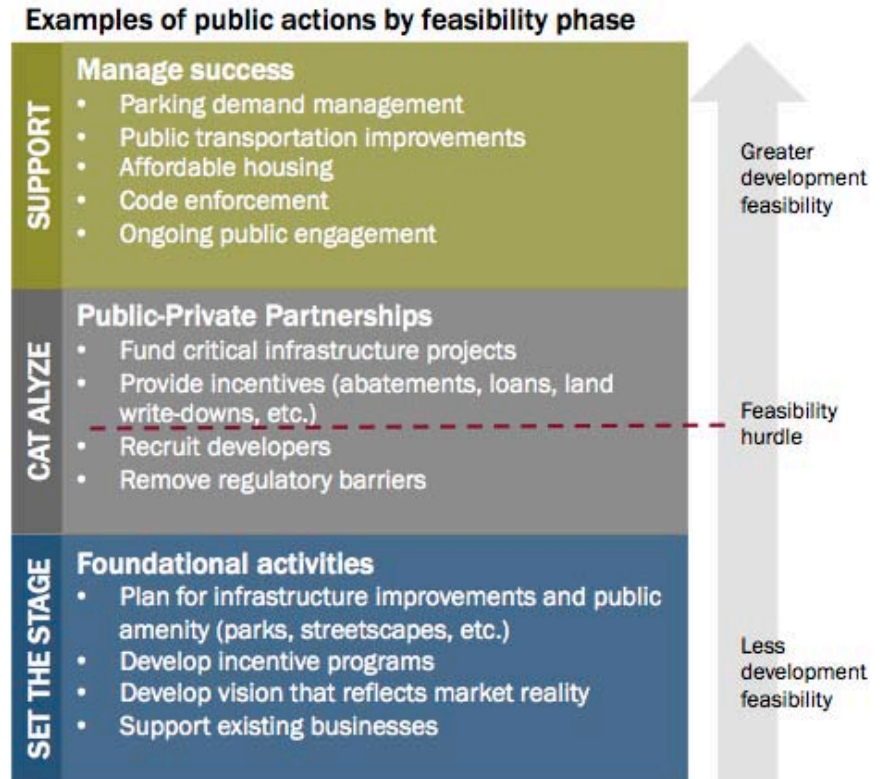 Examples of public actions by feasibility phase
SUPPORT
Manage success
• Parking demand management
• Public transportation improvements
• Affordable housing
• Code enforcement
• Ongoing public engagement
Greater
development
feasibility
CAT ALYZE
Public-Private Partnerships
• Fund critical infrastructure projects
• Provide incentives (abatements, loans, land
write-downs, etc.)
• Recruit developers
• Remove regulatory barriers
Feasibility
hurdle
SET THE STAGE
Foundational activities
• Plan for infrastructure improvements and public
amenity (parks, streetscapes, etc.)
• Develop incentive programs
• Develop vision that reflects market reality
• Support existing businesses
Less
development
feasibility